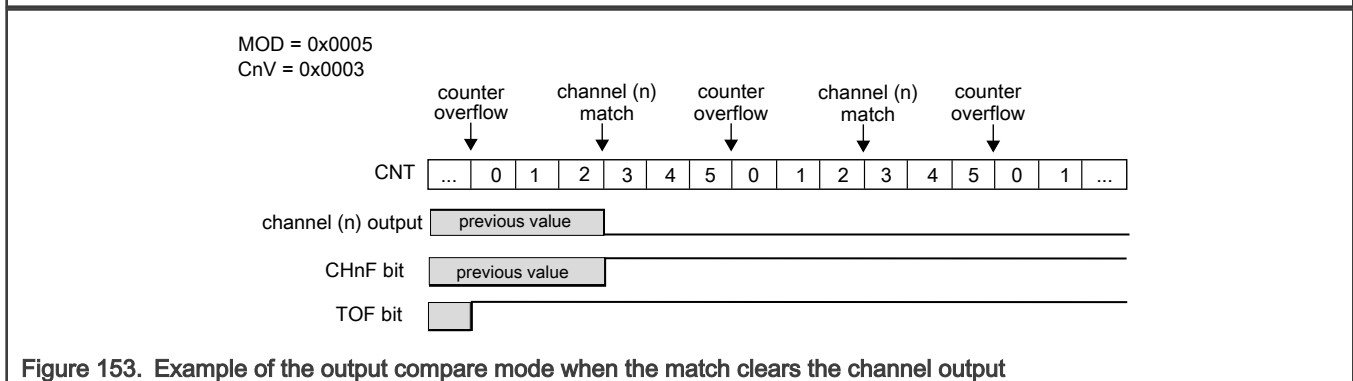 MOD = 0x0005
CnV = 0x0003
counter overflow
channel (n) match
counter overflow
channel (n) match
counter overflow
CNT ... 0 1 2 3 4 5 0 1 2 3 4 5 0 1 ...
channel (n) output previous value
CHnF bit previous value
TOF bit
Figure 153. Example of the output compare mode when the match clears the channel output